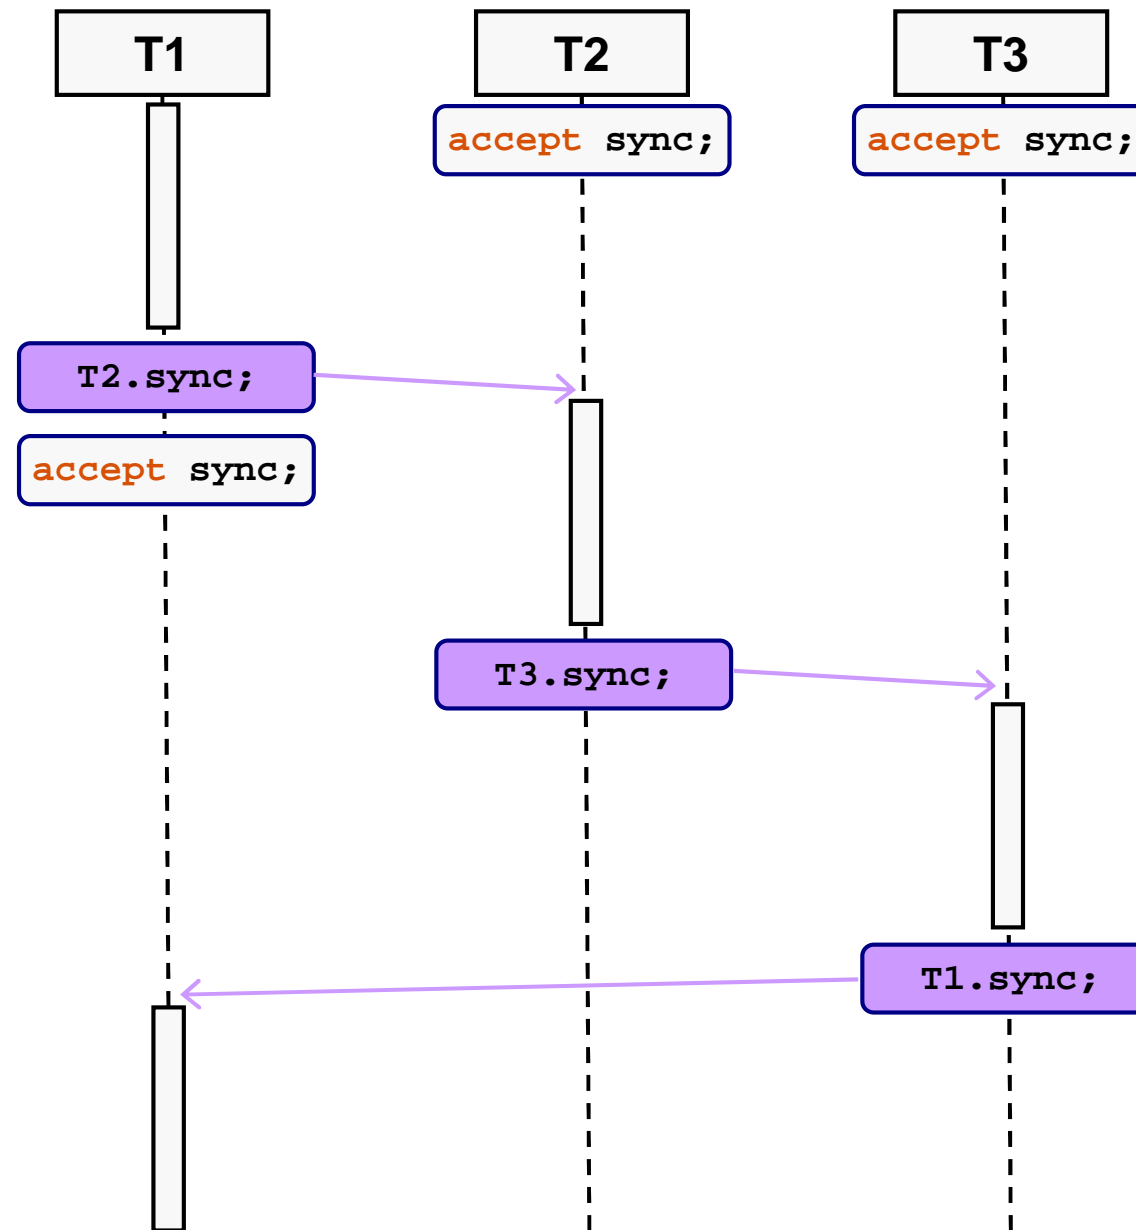 T1
T2
T3
accept sync;
accept sync;
T2.sync;
accept sync;
T3.sync;
T1.sync;